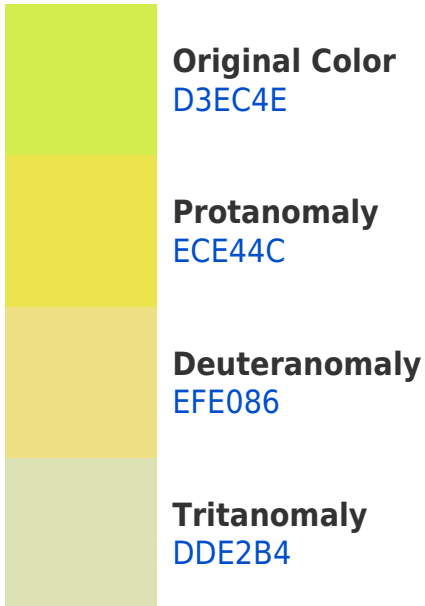 Original Color
D3EC4E
Protanomaly
ECE44C
Deuteranomaly
EFE086
Tritanomaly
DDE2B4